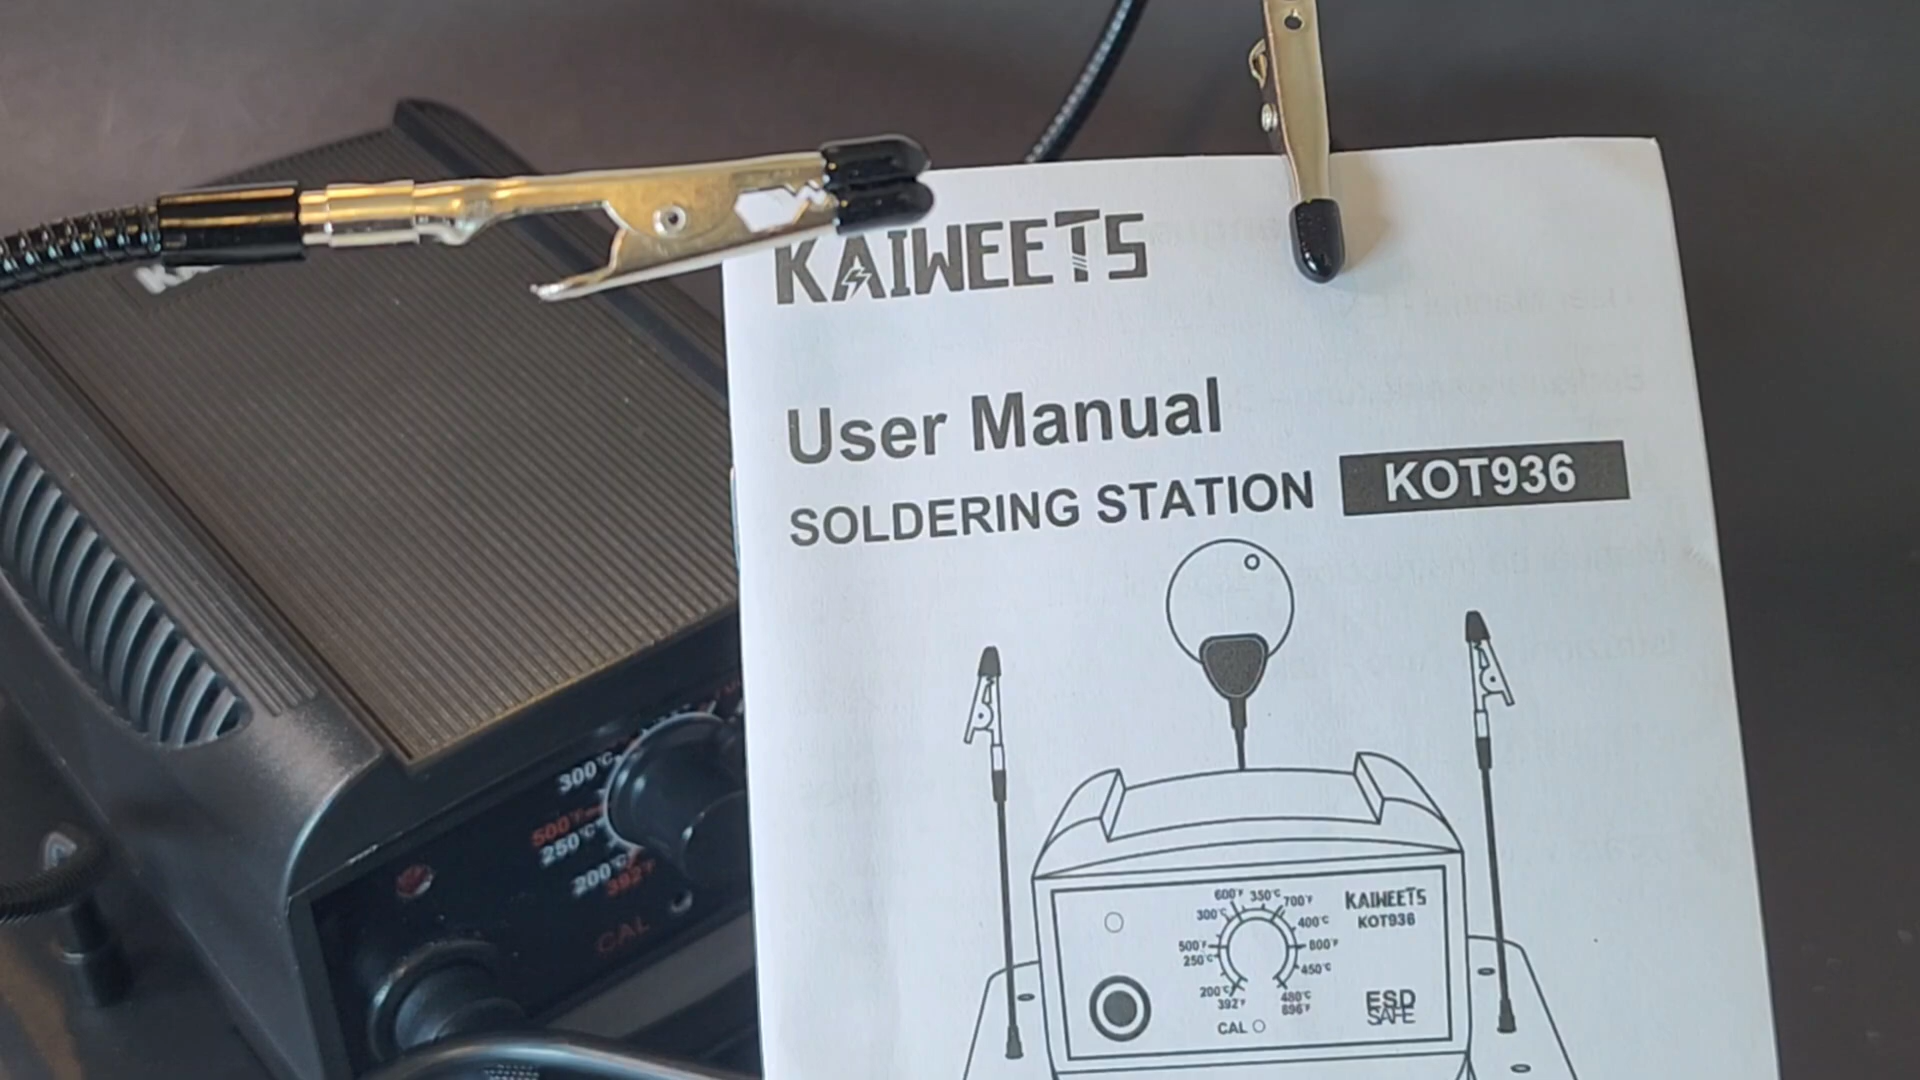 KAIWEETS
User Manual
SOLDERING STATION KOT936
600°F 350°C 700°F
300°C 400°C
500°F 800°F
250°C 450°C
200°C 480°C
392°F 896°F
CAL
KAIWEETS
KOT936
ESD
SAFE
300°C
500°F
250°C
200°C
392°F
CAL